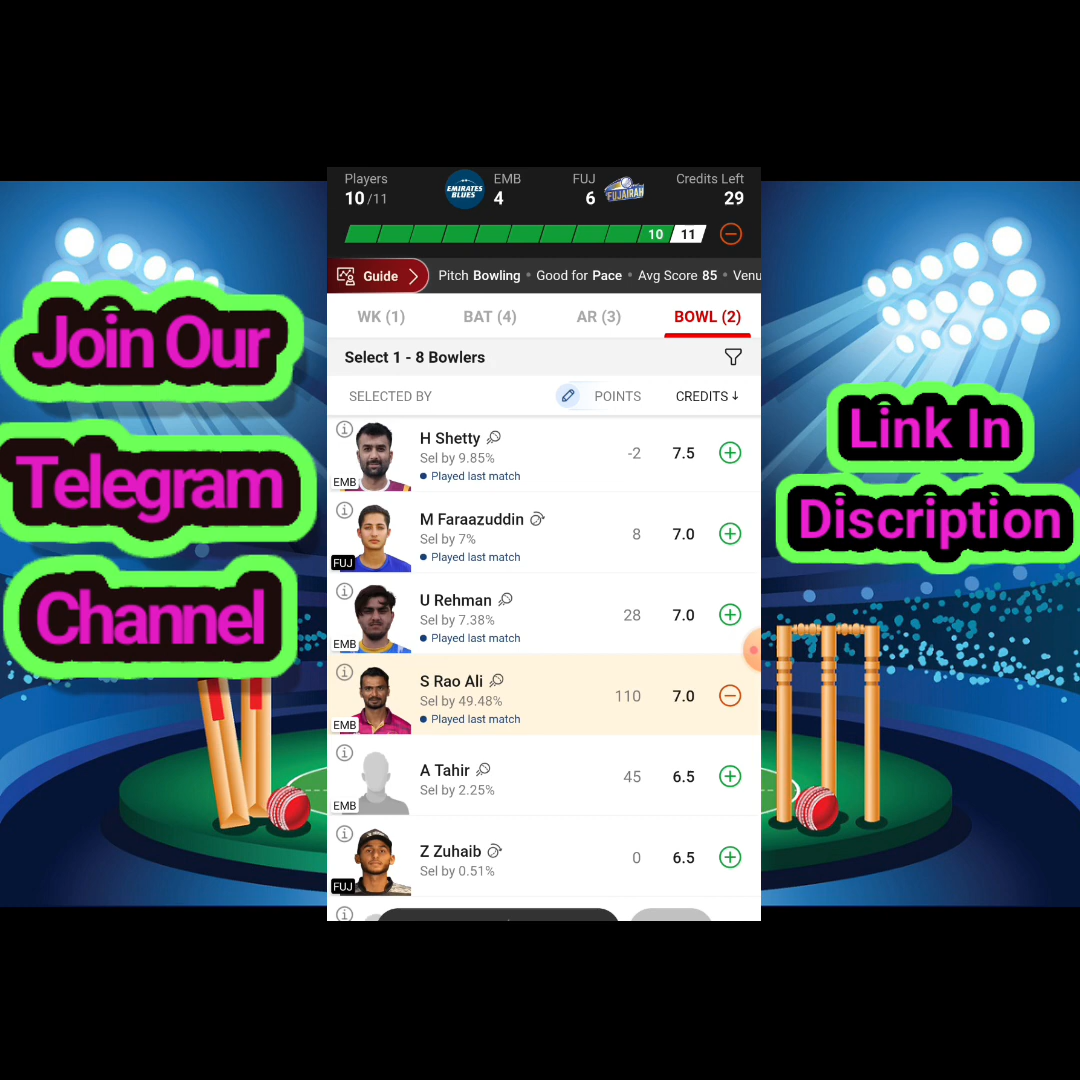 Join Our
Telegram
Channel
Link In
Discription
Players
10/11
EMIRATES
BLUES
EMB
4
FUJ
6
FUJAIRAH
Credits Left
29
10
11
Guide
Pitch Bowling • Good for Pace • Avg Score 85 • Venu
WK (1)
BAT (4)
AR (3)
BOWL (2)
Select 1 - 8 Bowlers
SELECTED BY
POINTS
CREDITS ↓
H Shetty
Sel by 9.85%
Played last match
EMB
-2
7.5
M Faraazuddin
Sel by 7%
Played last match
FUJ
8
7.0
U Rehman
Sel by 7.38%
Played last match
EMB
28
7.0
S Rao Ali
Sel by 49.48%
Played last match
EMB
110
7.0
A Tahir
Sel by 2.25%
EMB
45
6.5
Z Zuhaib
Sel by 0.51%
FUJ
0
6.5